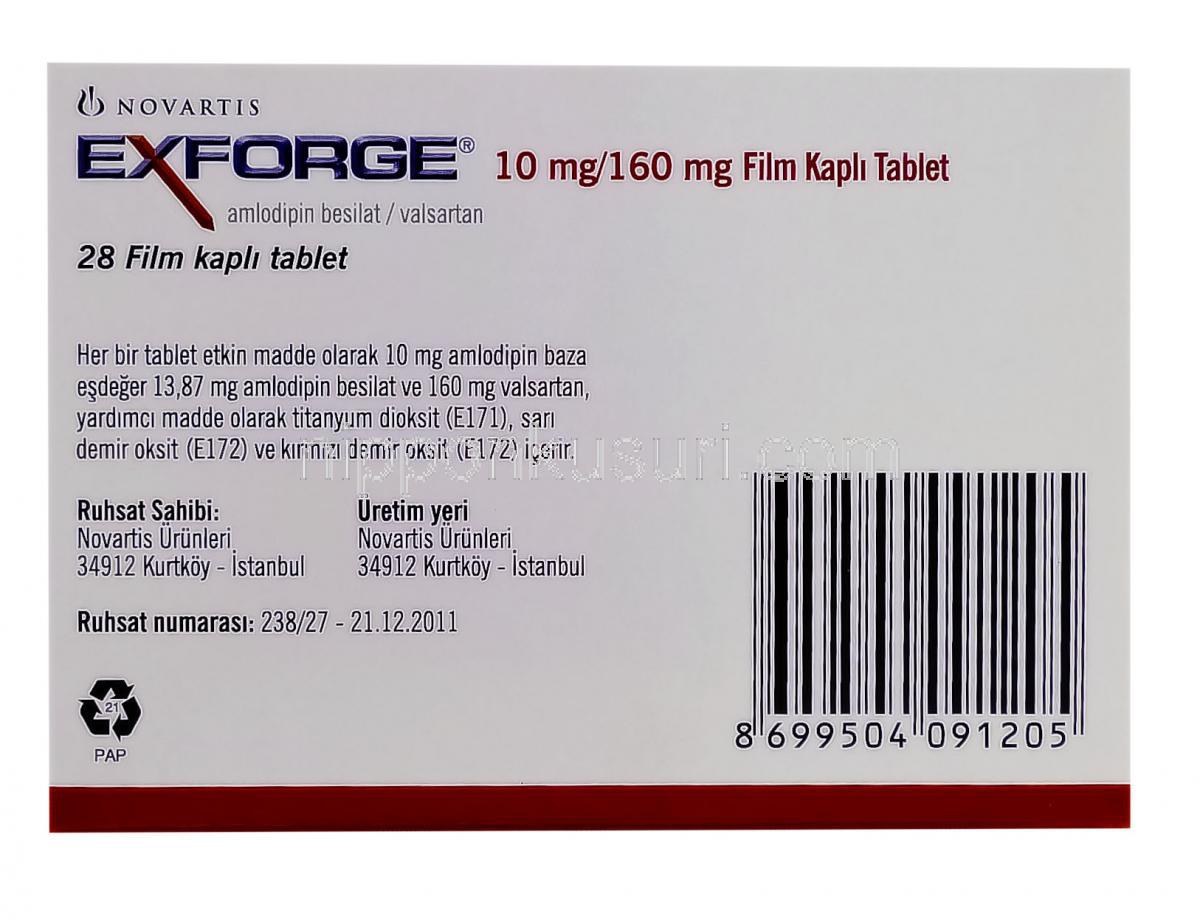 NOVARTIS
EXFORGE® 10 mg/160 mg Film Kaplı Tablet
amlodipin besilat / valsartan
28 Film kaplı tablet
Her bir tablet etkin madde olarak 10 mg amlodipin baza
eşdeğer 13,87 mg amlodipin besilat ve 160 mg valsartan,
yardımcı madde olarak titanyum dioksit (E171), sarı
demir oksit (E172) ve kırmızı demir oksit (E172) içerir.
nipponkusuri.com
Ruhsat Sahibi: Üretim yeri
Novartis Ürünleri Novartis Ürünleri
34912 Kurtköy - İstanbul 34912 Kurtköy - İstanbul
Ruhsat numarası: 238/27 - 21.12.2011
21
PAP
8 699504 091205